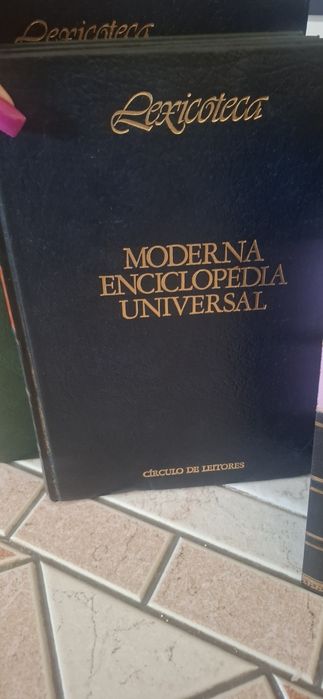 Lexicoteca
Lexicoteca
MODERNA
ENCICLOPÉDIA
UNIVERSAL
CÍRCULO DE LEITORES